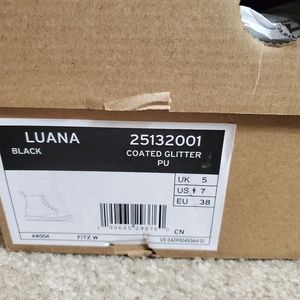 LUANA 25132001
BLACK COATED GLITTER
PU
UK 5
US 7
EU 38
CN
AW004 FITZ W